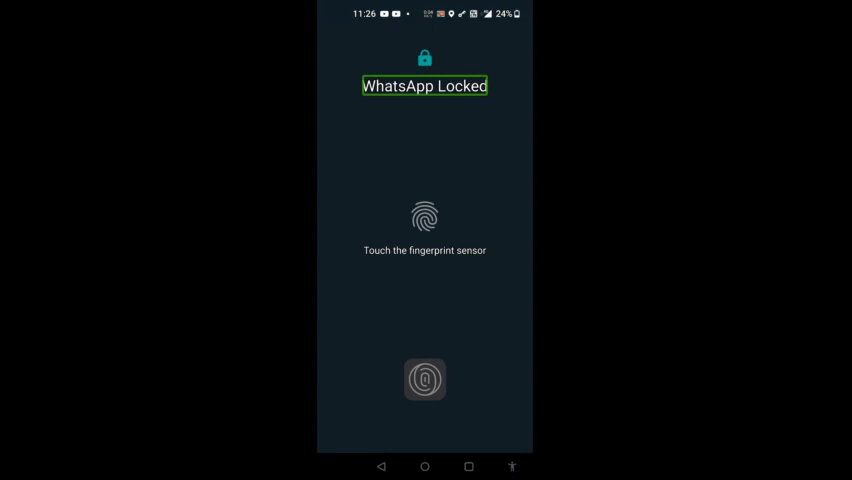 11:26 24%
WhatsApp Locked
Touch the fingerprint sensor